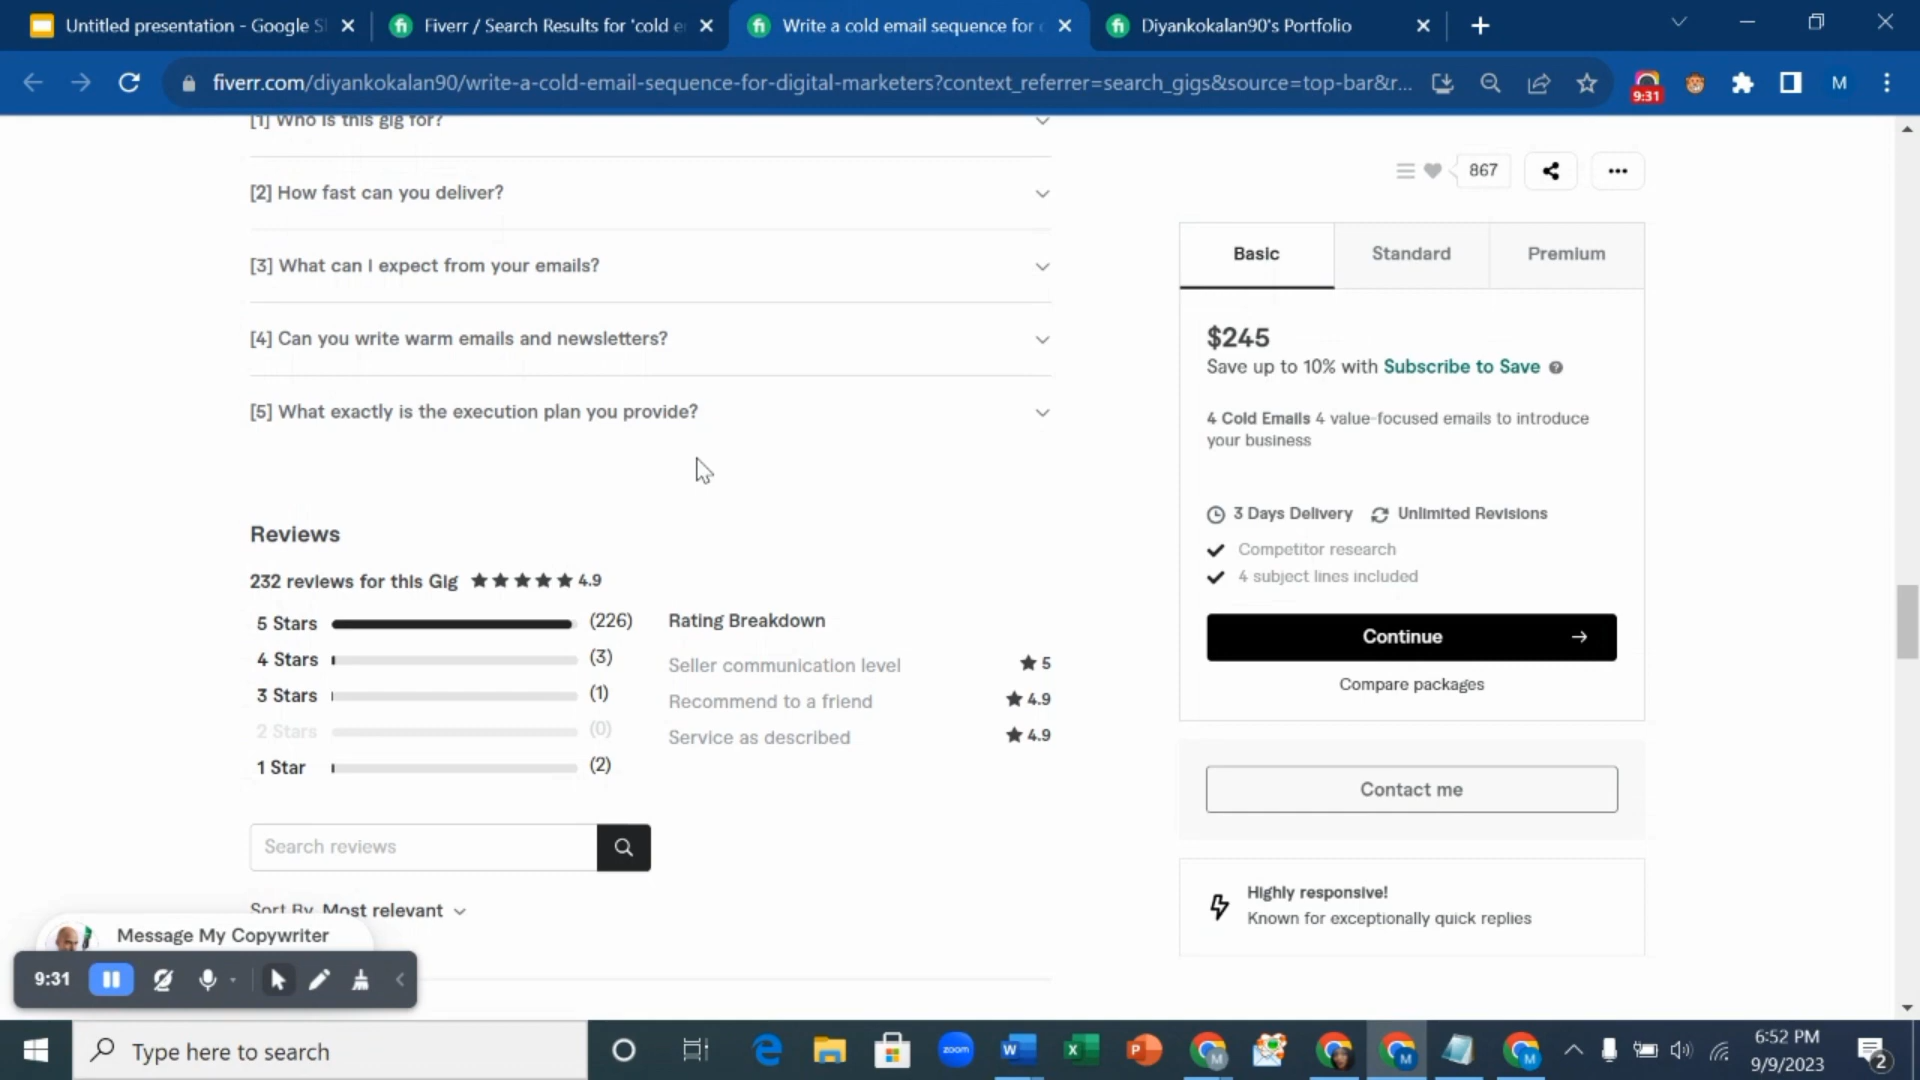 Untitled presentation - Google Sl
Fiverr / Search Results for 'cold e
Write a cold email sequence for
Diyankokalan90's Portfolio
fiverr.com/diyankokalan90/write-a-cold-email-sequence-for-digital-marketers?context_referrer=search_gigs&source=top-bar&r...
9:31
M
[1] Who is this gig for?
[2] How fast can you deliver?
[3] What can I expect from your emails?
[4] Can you write warm emails and newsletters?
[5] What exactly is the execution plan you provide?
867
Basic
Standard
Premium
$245
Save up to 10% with Subscribe to Save
4 Cold Emails 4 value-focused emails to introduce
your business
3 Days Delivery
Unlimited Revisions
Competitor research
4 subject lines included
Continue
Compare packages
Contact me
Highly responsive!
Known for exceptionally quick replies
Reviews
232 reviews for this Gig 4.9
5 Stars (226)
4 Stars (3)
3 Stars (1)
2 Stars (0)
1 Star (2)
Rating Breakdown
Seller communication level 5
Recommend to a friend 4.9
Service as described 4.9
Search reviews
Sort By Most relevant
Message My Copywriter
9:31
Type here to search
zoom
W
X
P
M
M
M
6:52 PM
9/9/2023
2